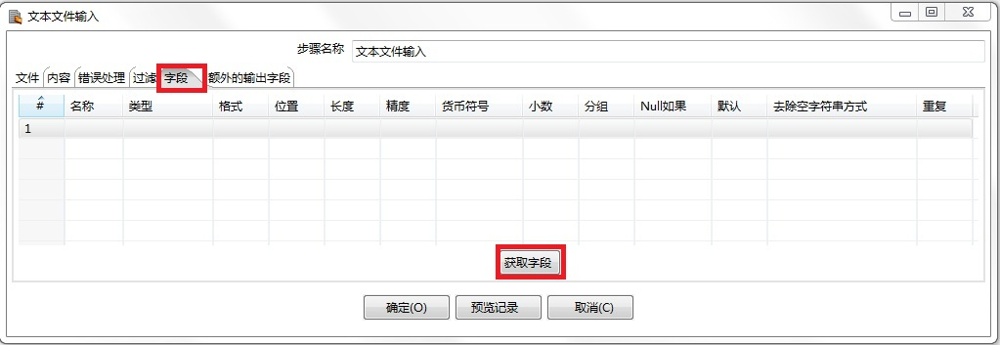 文本文件输入
步骤名称 文本文件输入
文件 内容 错误处理 过滤 字段 额外的输出字段
# 名称 类型 格式 位置 长度 精度 货币符号 小数 分组 Null如果 默认 去除空字符串方式 重复
1
获取字段
确定(O) 预览记录 取消(C)